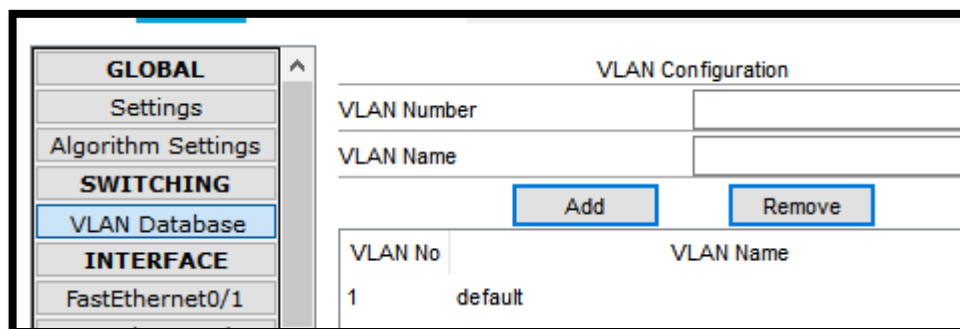 GLOBAL
Settings
Algorithm Settings
SWITCHING
VLAN Database
INTERFACE
FastEthernet0/1
VLAN Configuration
VLAN Number
VLAN Name
Add Remove
VLAN No VLAN Name
1 default